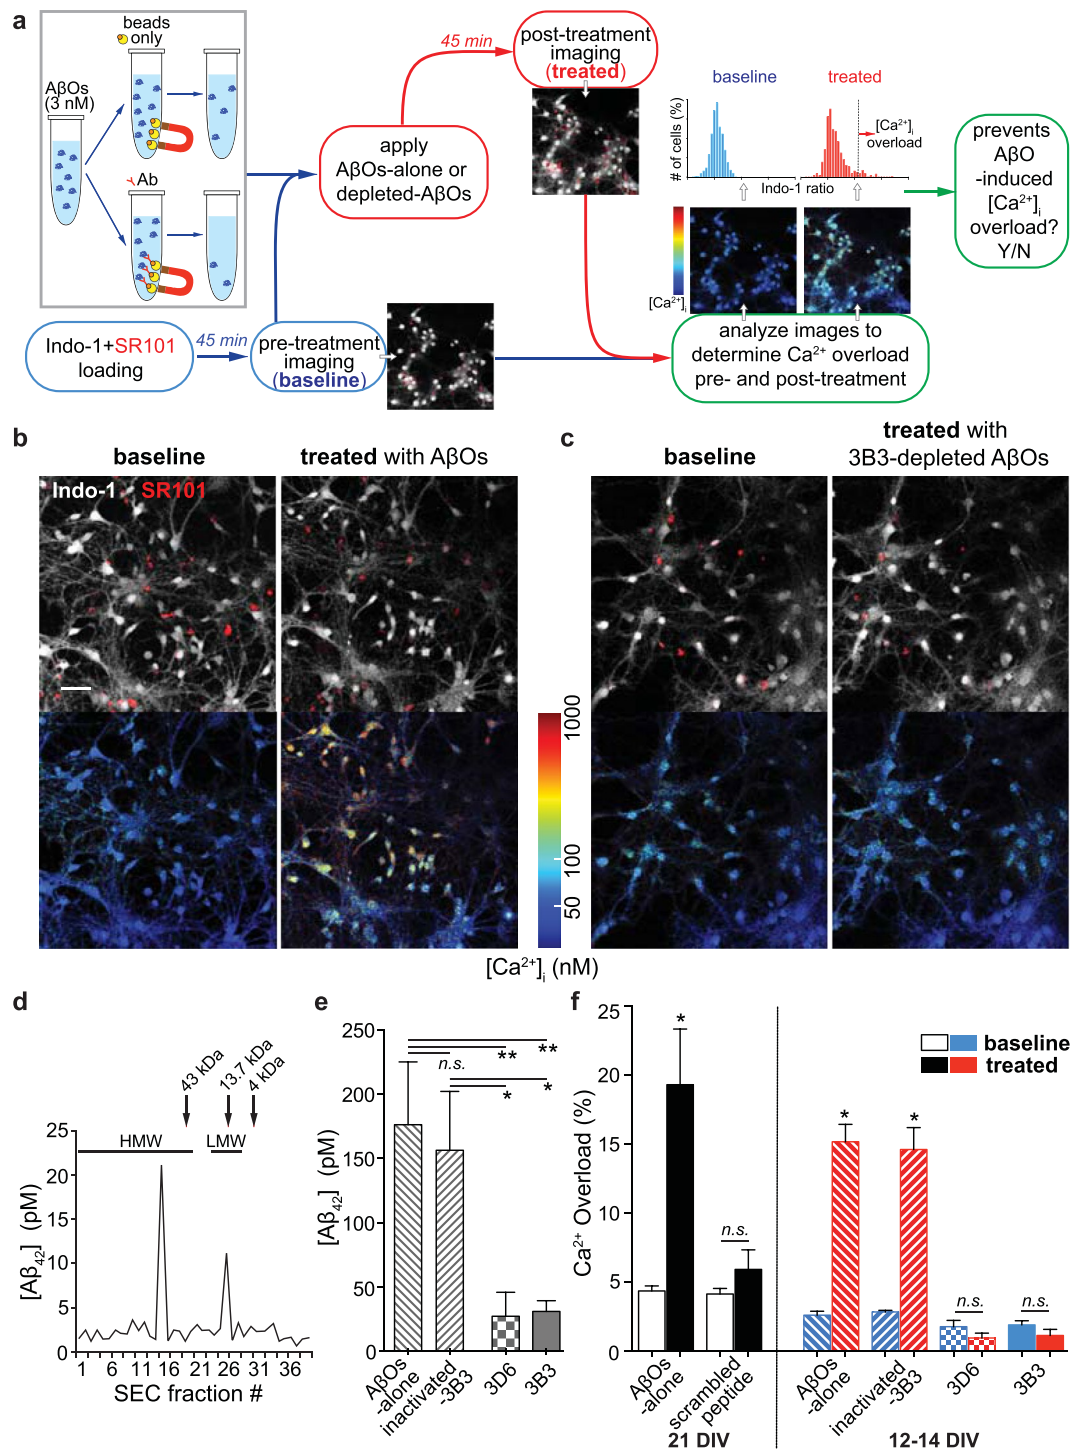 a
beads
only
AβOs
(3 nM)
Ab
45 min
post-treatment
imaging
(treated)
apply
AβOs-alone or
depleted-AβOs
baseline
treated
# of cells (%)
[Ca²⁺]i
overload
Indo-1 ratio
[Ca²⁺]i
prevents
AβO
-induced
[Ca²⁺]i
overload?
Y/N
Indo-1+SR101
loading
45 min
pre-treatment
imaging
(baseline)
analyze images to
determine Ca²⁺ overload
pre- and post-treatment
b
baseline
treated with AβOs
Indo-1
SR101
c
baseline
treated with
3B3-depleted AβOs
1000
100
50
[Ca²⁺]i (nM)
d
43 kDa
13.7 kDa
4 kDa
HMW
LMW
[Aβ42] (pM)
25
20
15
10
5
0
1 6 11 16 21 26 31 36
SEC fraction #
e
[Aβ42] (pM)
250
200
150
100
50
0
**
**
n.s.
*
*
AβOs
-alone
inactivated
-3B3
3D6
3B3
f
Ca²⁺ Overload (%)
25
20
15
10
5
0
baseline
treated
*
n.s.
*
*
n.s.
n.s.
AβOs
-alone
scrambled
peptide
AβOs
-alone
inactivated
-3B3
3D6
3B3
21 DIV
12-14 DIV